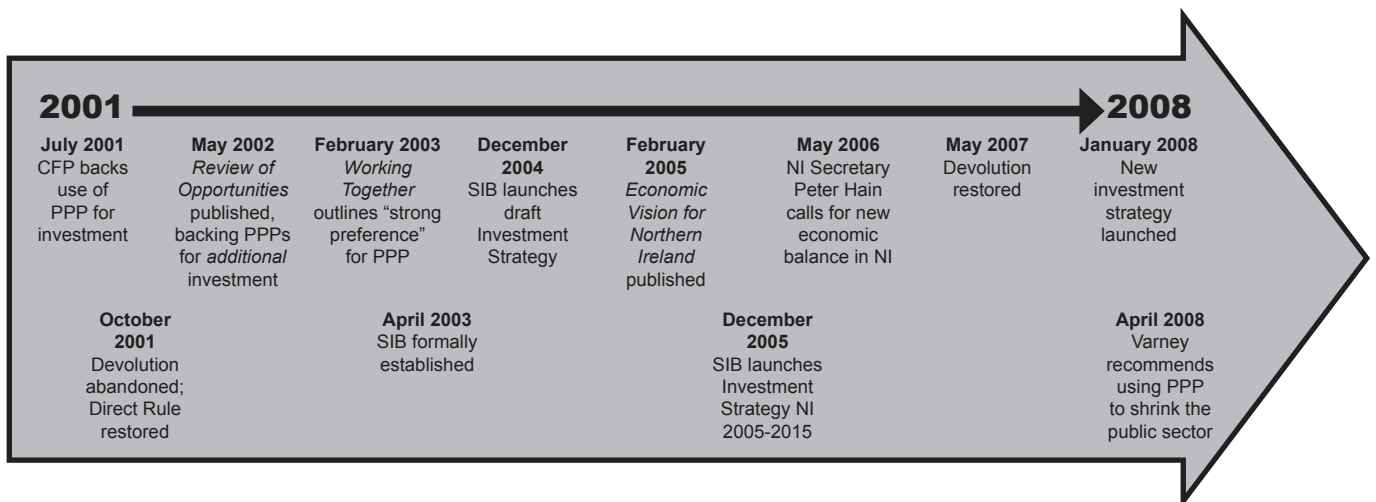 2001
2008
July 2001
CFP backs
use of
PPP for
investment
May 2002
Review of
Opportunities
published,
backing PPPs
for additional
investment
February 2003
Working
Together
outlines “strong
preference”
for PPP
December
2004
SIB launches
draft
Investment
Strategy
February
2005
Economic
Vision for
Northern
Ireland
published
May 2006
NI Secretary
Peter Hain
calls for new
economic
balance in NI
May 2007
Devolution
restored
January 2008
New
investment
strategy
launched
October
2001
Devolution
abandoned;
Direct Rule
restored
April 2003
SIB formally
established
December
2005
SIB launches
Investment
Strategy NI
2005-2015
April 2008
Varney
recommends
using PPP
to shrink the
public sector